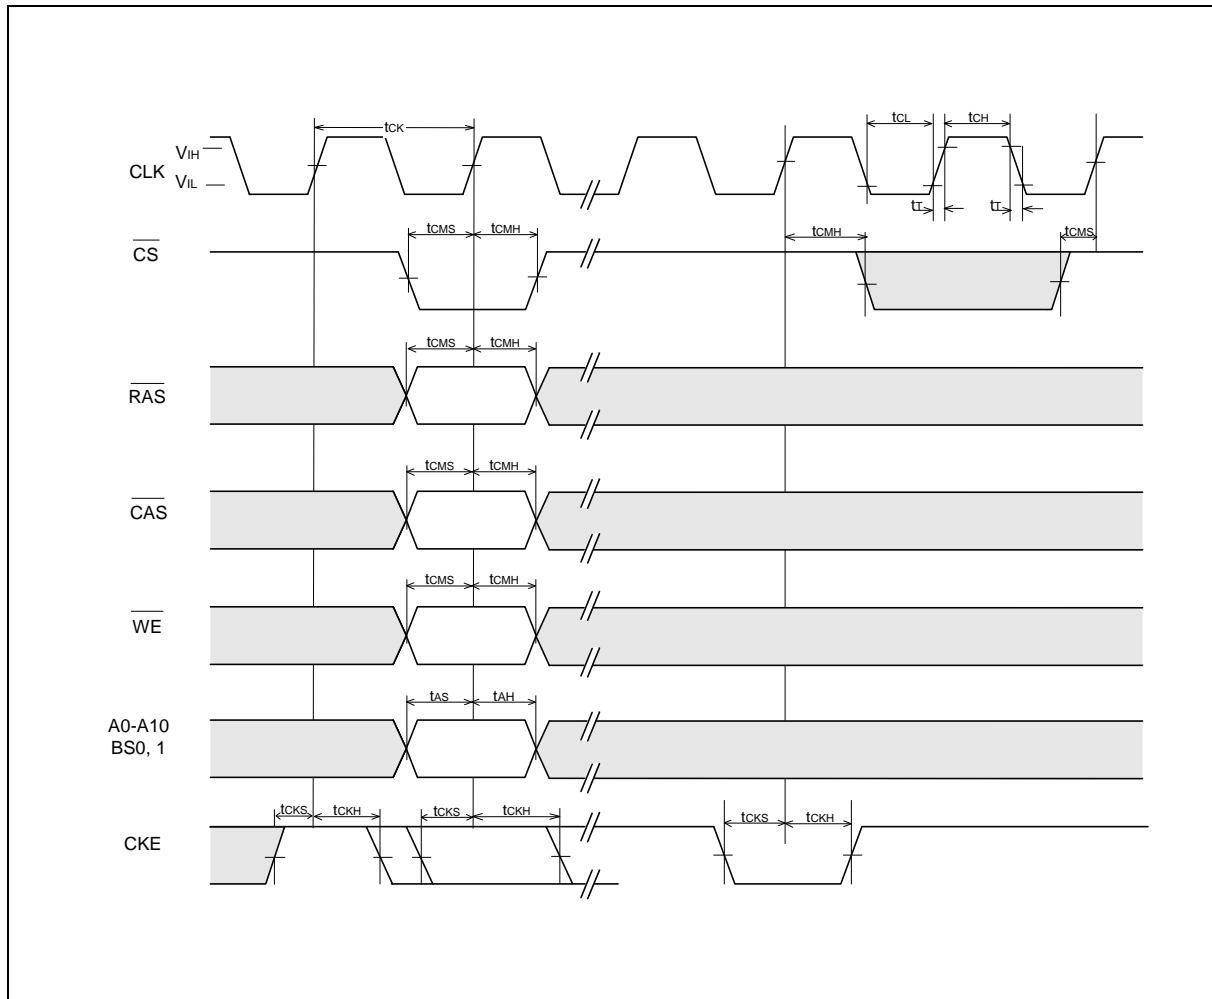 tCK
tCL tCH
VIH
CLK
VIL
tT tT
tCMS tCMH tCMH tCMS
CS
tCMS tCMH
RAS
tCMS tCMH
CAS
tCMS tCMH
WE
tAS tAH
A0-A10
BS0, 1
tCKS tCKH tCKS tCKH tCKS tCKH
CKE